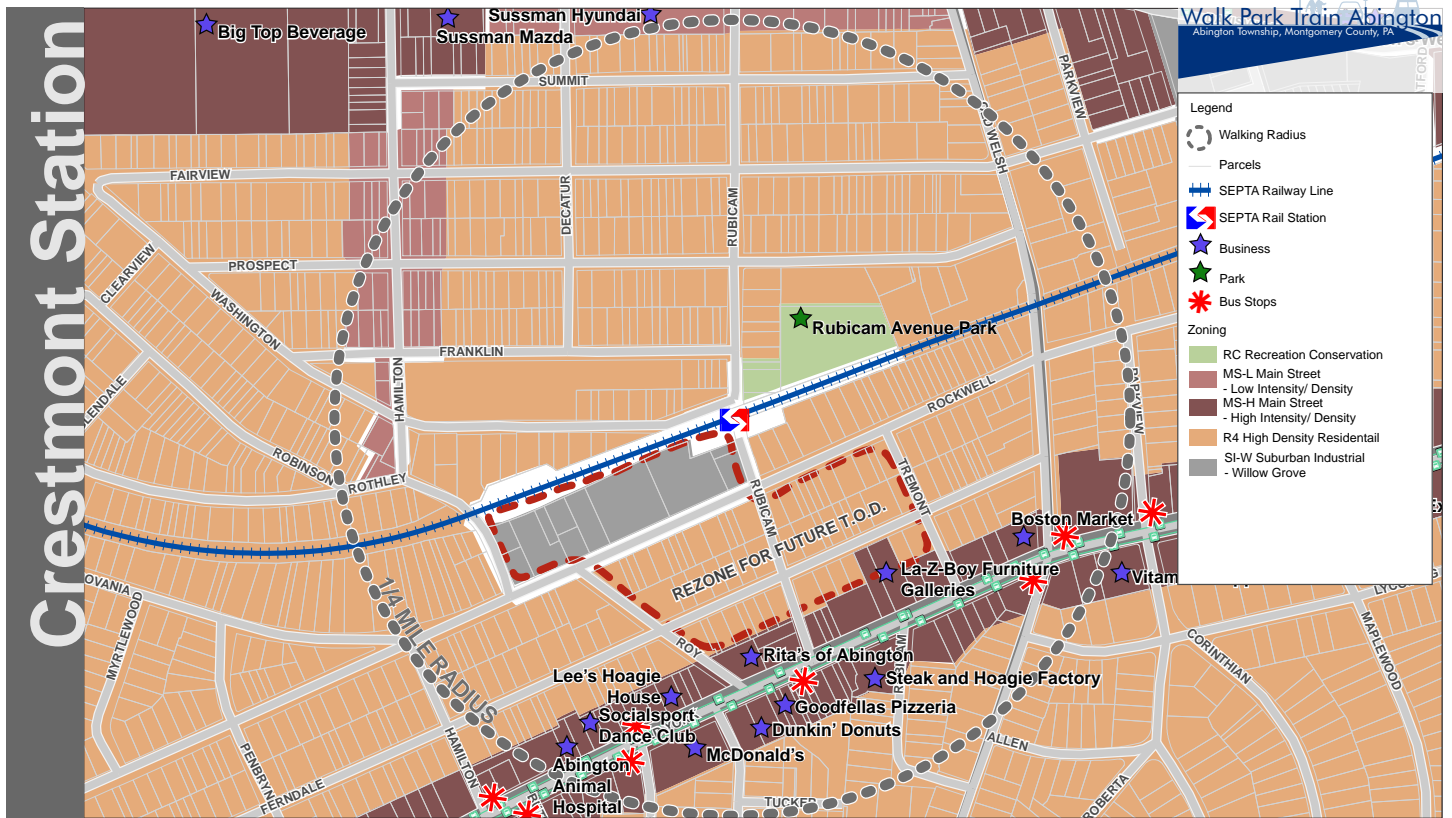 Crestmont Station
Walk Park Train Abington
Abington Township, Montgomery County, PA
Legend
Walking Radius
Parcels
SEPTA Railway Line
SEPTA Rail Station
Business
Park
Bus Stops
Zoning
RC Recreation Conservation
MS-L Main Street
- Low Intensity/ Density
MS-H Main Street
- High Intensity/ Density
R4 High Density Residentail
SI-W Suburban Industrial
- Willow Grove
Big Top Beverage
Sussman Hyundai
Sussman Mazda
SUMMIT
PARKVIEW
FAIRVIEW
DECATUR
RUBICAM
CLEARVIEW
PROSPECT
WASHINGTON
Rubicam Avenue Park
FRANKLIN
HAMILTON
ROCKWELL
PARKVIEW
ROBINSON
ROTHLEY
TREMONT
RUBICAM
REZONE FOR FUTURE T.O.D.
Boston Market
La-Z-Boy Furniture
Galleries
Vitam
OVANIA
MYRTLEWOOD
1/4 MILE RADIUS
ROY
Rita's of Abington
Lee's Hoagie
House
Steak and Hoagie Factory
Goodfellas Pizzeria
Socialsport
Dance Club
Dunkin' Donuts
McDonald's
Abington
Animal
Hospital
HAMILTON
PENBRYN
FERNDALE
TUCKER
ALLEN
ROBERTA
CORINTHIAN
MAPLEWOOD